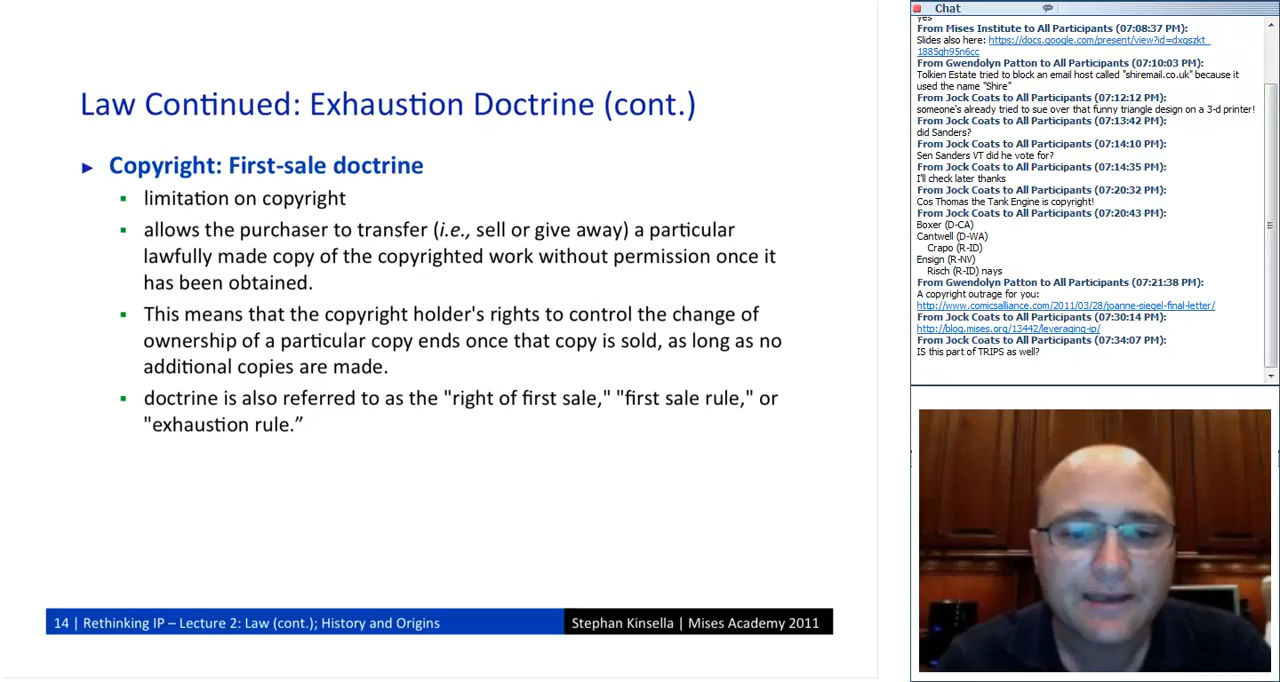 Law Continued: Exhaustion Doctrine (cont.)
► Copyright: First-sale doctrine
▪ limitation on copyright
▪ allows the purchaser to transfer (i.e., sell or give away) a particular
lawfully made copy of the copyrighted work without permission once it
has been obtained.
▪ This means that the copyright holder's rights to control the change of
ownership of a particular copy ends once that copy is sold, as long as no
additional copies are made.
▪ doctrine is also referred to as the "right of first sale," "first sale rule," or
"exhaustion rule.”
14 | Rethinking IP – Lecture 2: Law (cont.); History and Origins
Stephan Kinsella | Mises Academy 2011
Chat
yes
From Mises Institute to All Participants (07:08:37 PM):
Slides also here: https://docs.google.com/present/view?id=dxgszkt_
1885gh95n6cc
From Gwendolyn Patton to All Participants (07:10:03 PM):
Tolkien Estate tried to block an email host called "shiremail.co.uk" because it
used the name "Shire"
From Jock Coats to All Participants (07:12:12 PM):
someone's already tried to sue over that funny triangle design on a 3-d printer!
From Jock Coats to All Participants (07:13:42 PM):
did Sanders?
From Jock Coats to All Participants (07:14:10 PM):
Sen Sanders VT did he vote for?
From Jock Coats to All Participants (07:14:35 PM):
I'll check later thanks
From Jock Coats to All Participants (07:20:32 PM):
Cos Thomas the Tank Engine is copyright!
From Jock Coats to All Participants (07:20:43 PM):
Boxer (D-CA)
Cantwell (D-WA)
Crapo (R-ID)
Ensign (R-NV)
Risch (R-ID) nays
From Gwendolyn Patton to All Participants (07:21:38 PM):
A copyright outrage for you:
http://www.comicsalliance.com/2011/03/28/joanne-siegel-final-letter/
From Jock Coats to All Participants (07:30:14 PM):
http://blog.mises.org/13442/leveraging-ip/
From Jock Coats to All Participants (07:34:07 PM):
IS this part of TRIPS as well?